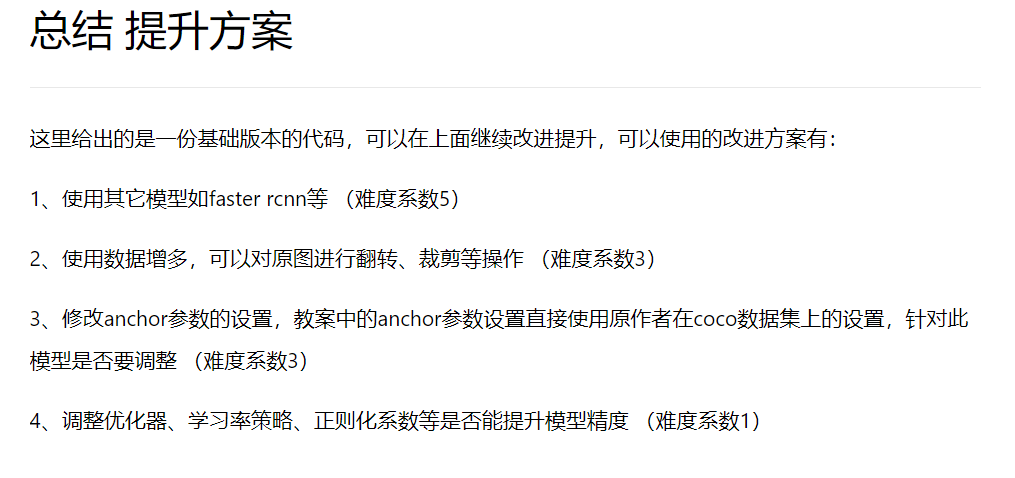 总结 提升方案
这里给出的是一份基础版本的代码，可以在上面继续改进提升，可以使用的改进方案有：
1、使用其它模型如faster rcnn等 （难度系数5）
2、使用数据增多，可以对原图进行翻转、裁剪等操作 （难度系数3）
3、修改anchor参数的设置，教案中的anchor参数设置直接使用原作者在coco数据集上的设置，针对此
模型是否要调整 （难度系数3）
4、调整优化器、学习率策略、正则化系数等是否能提升模型精度 （难度系数1）